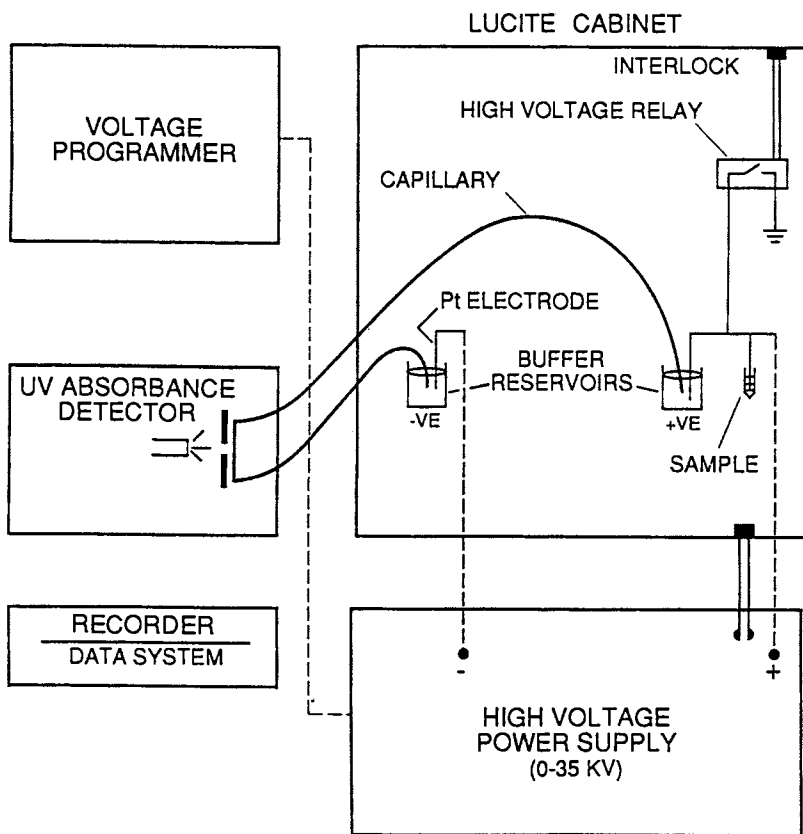 LUCITE CABINET
VOLTAGE
PROGRAMMER
INTERLOCK
HIGH VOLTAGE RELAY
CAPILLARY
Pt ELECTRODE
UV ABSORBANCE
DETECTOR
BUFFER
RESERVOIRS
-VE
+VE
SAMPLE
RECORDER
DATA SYSTEM
-
+
HIGH VOLTAGE
POWER SUPPLY
(0-35 KV)